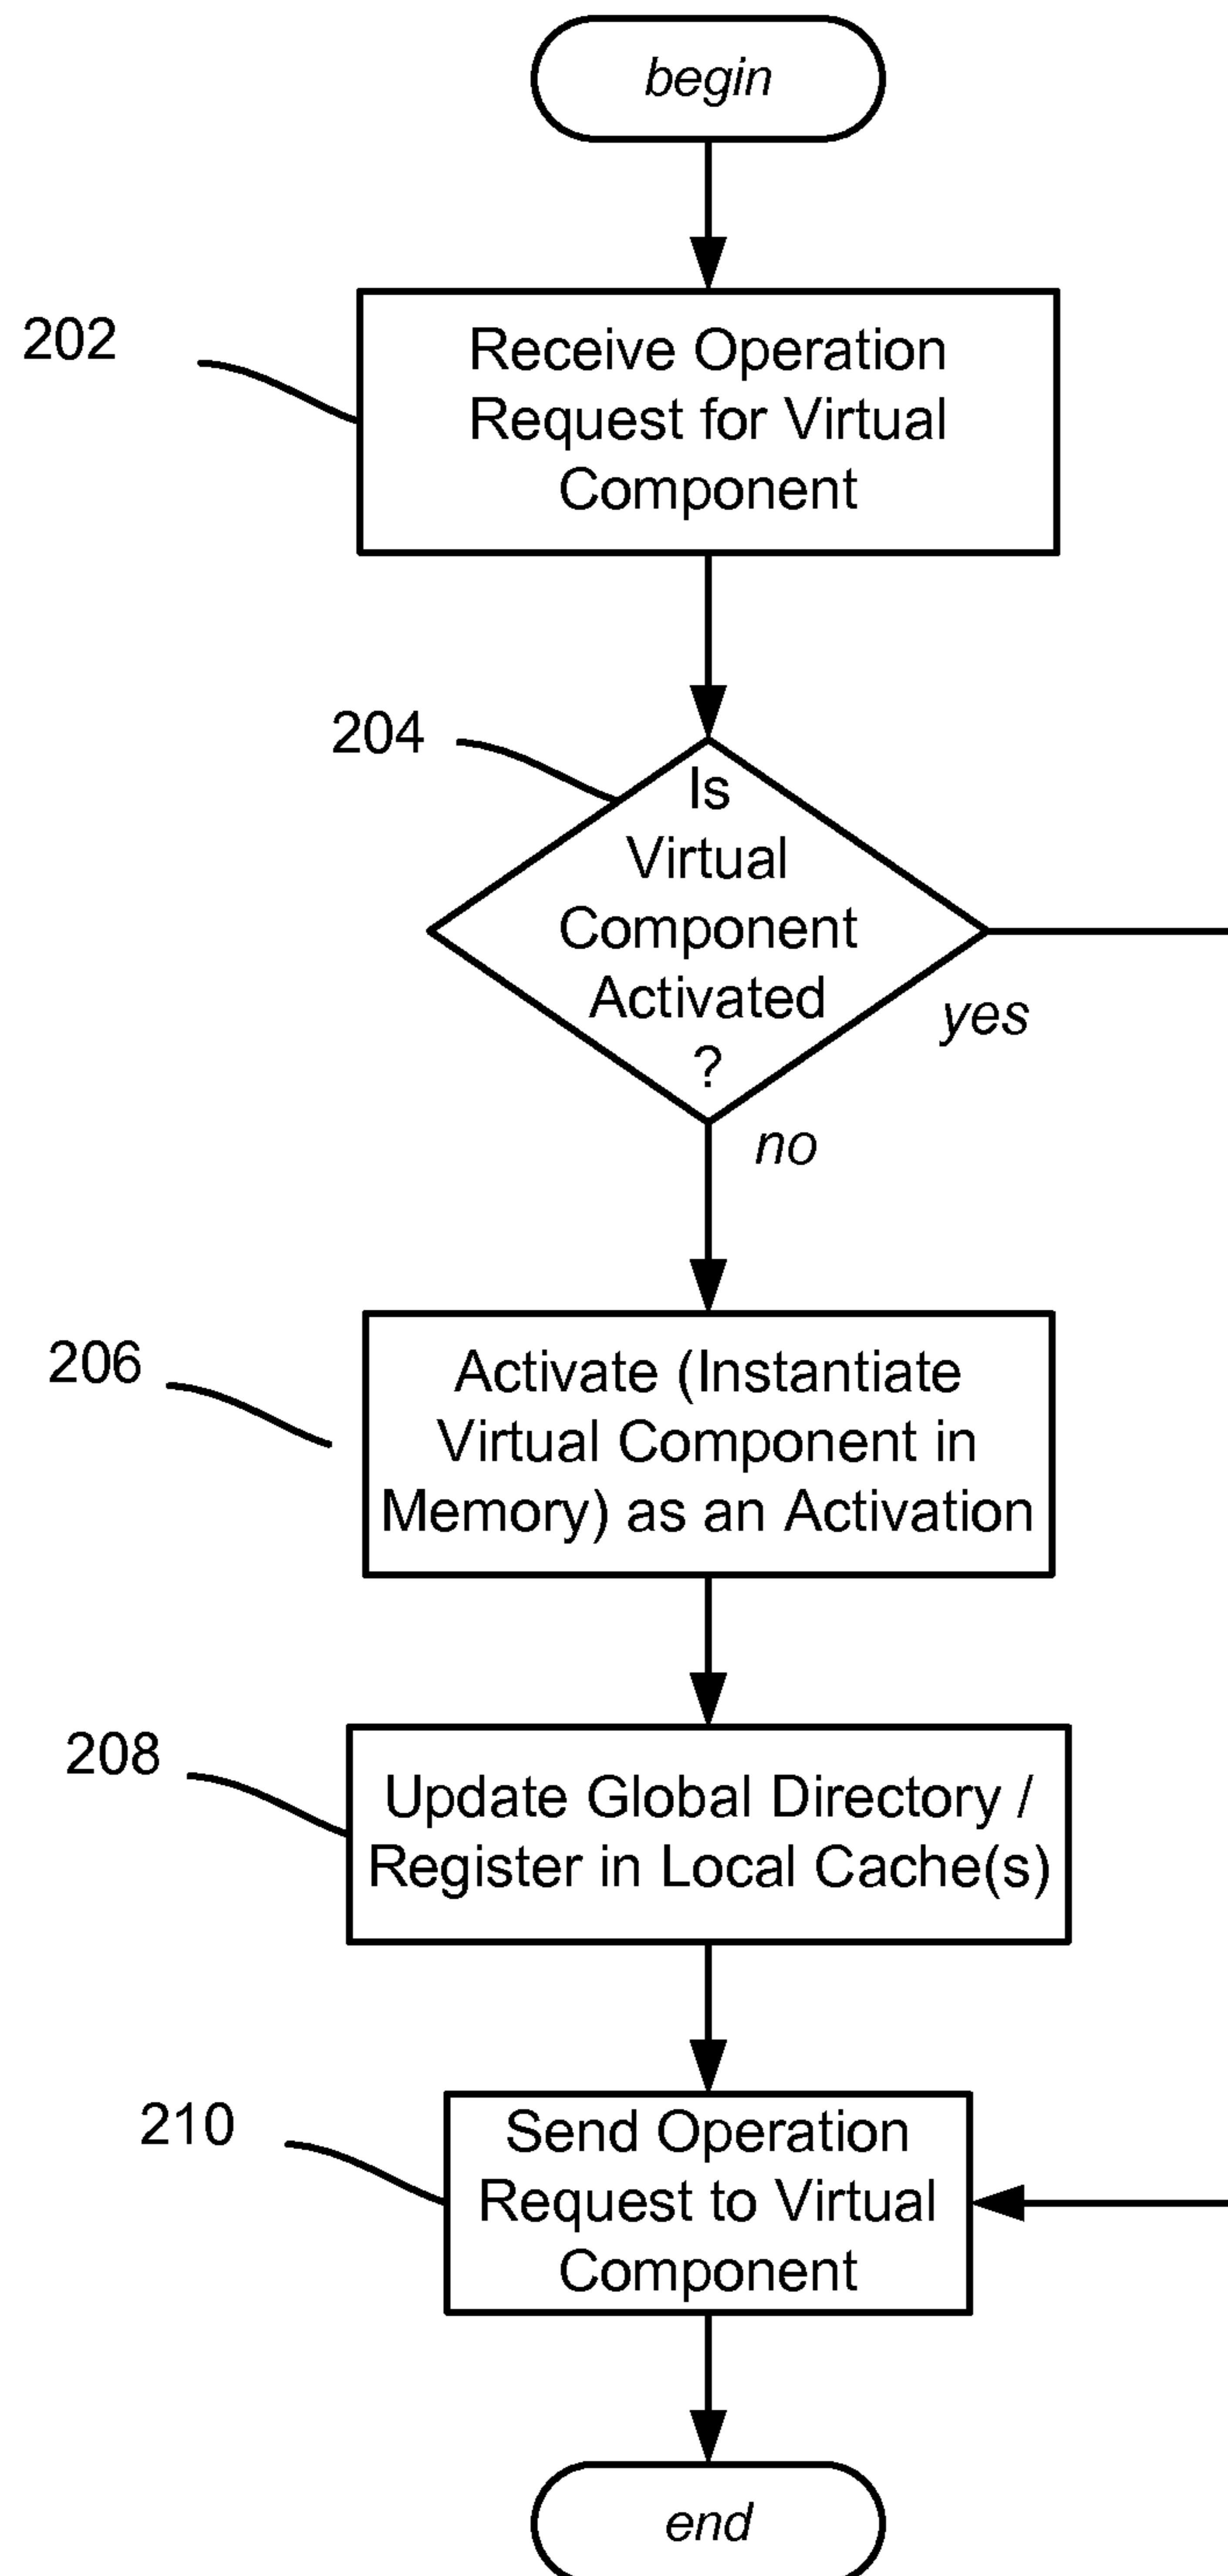 begin
202
Receive Operation
Request for Virtual
Component
204
Is
Virtual
Component
Activated
?
yes
no
206
Activate (Instantiate
Virtual Component in
Memory) as an Activation
208
Update Global Directory /
Register in Local Cache(s)
210
Send Operation
Request to Virtual
Component
end